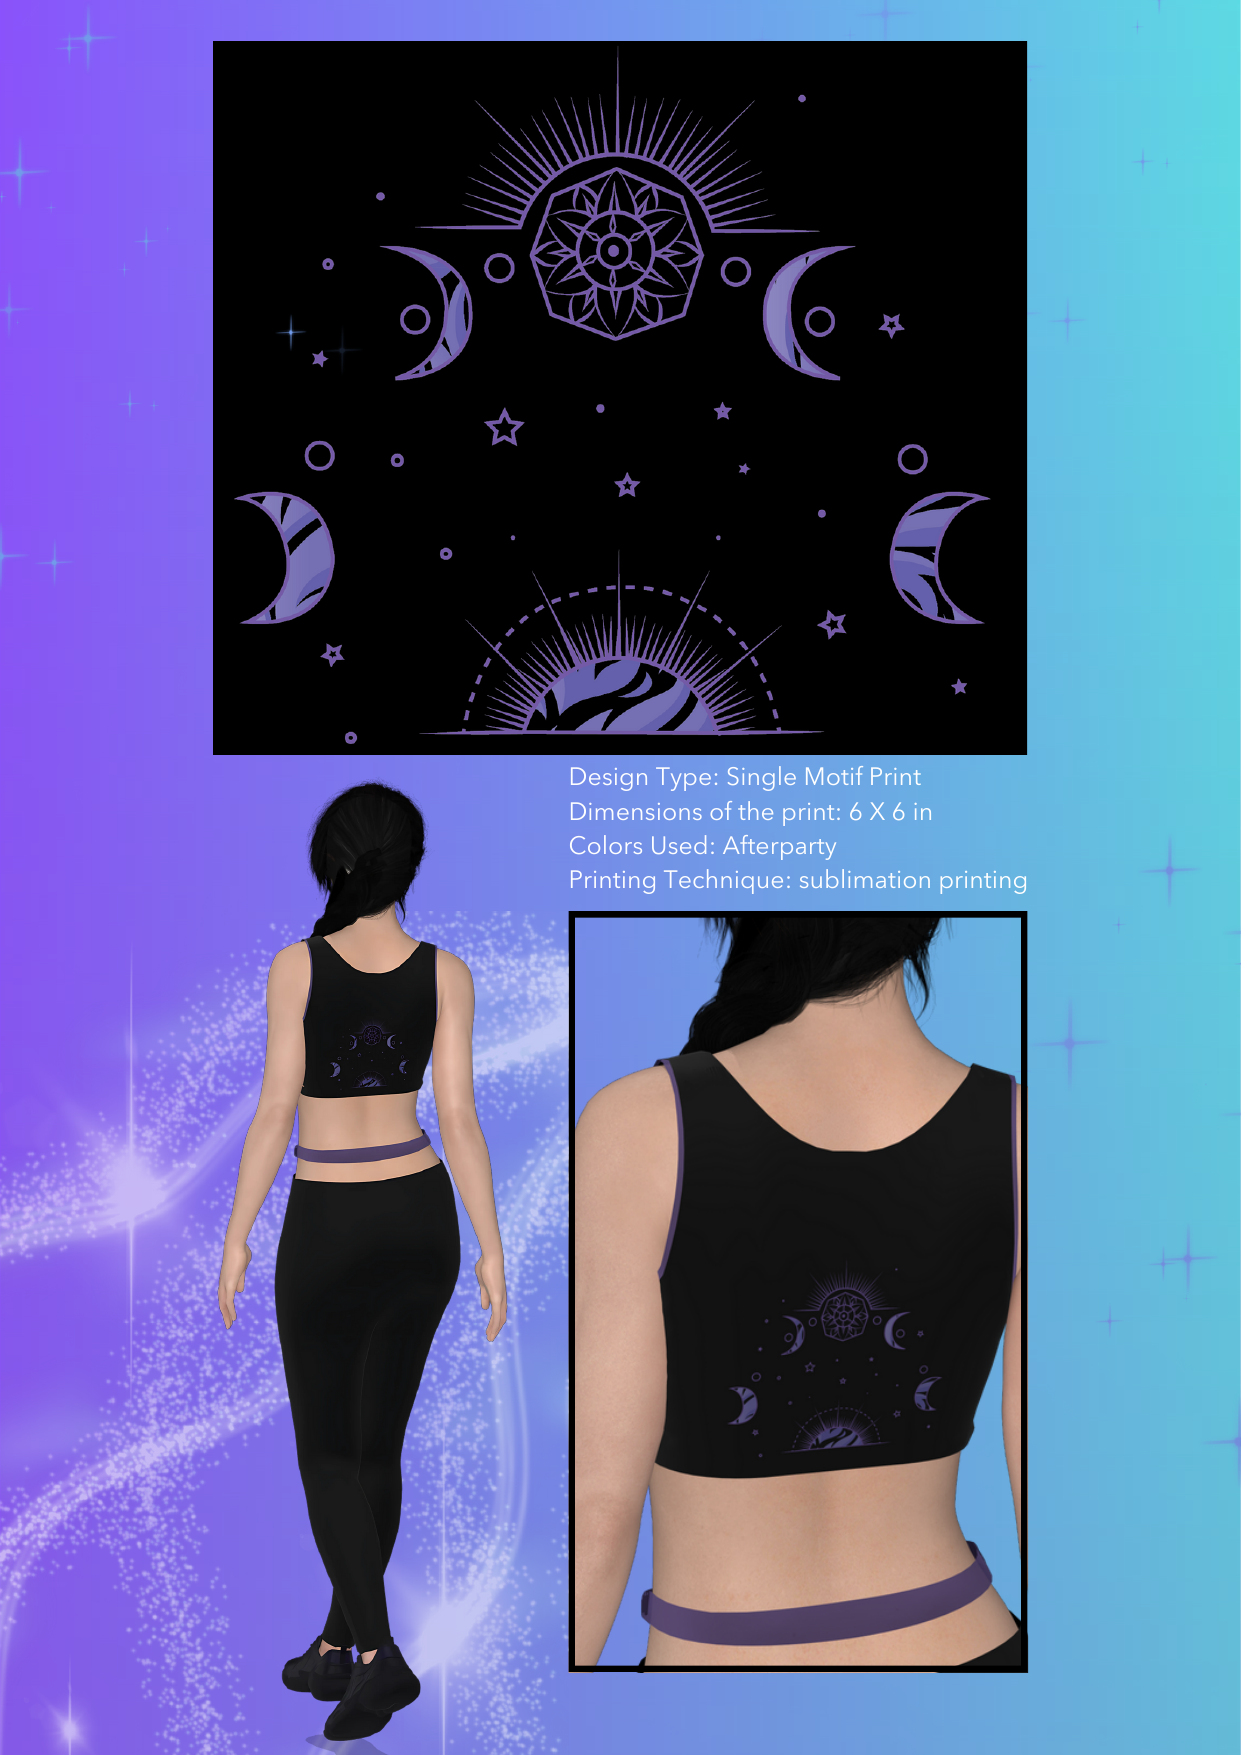 Design Type: Single Motif Print
Dimensions of the print: 6 X 6 in
Colors Used: Afterparty
Printing Technique: sublimation printing